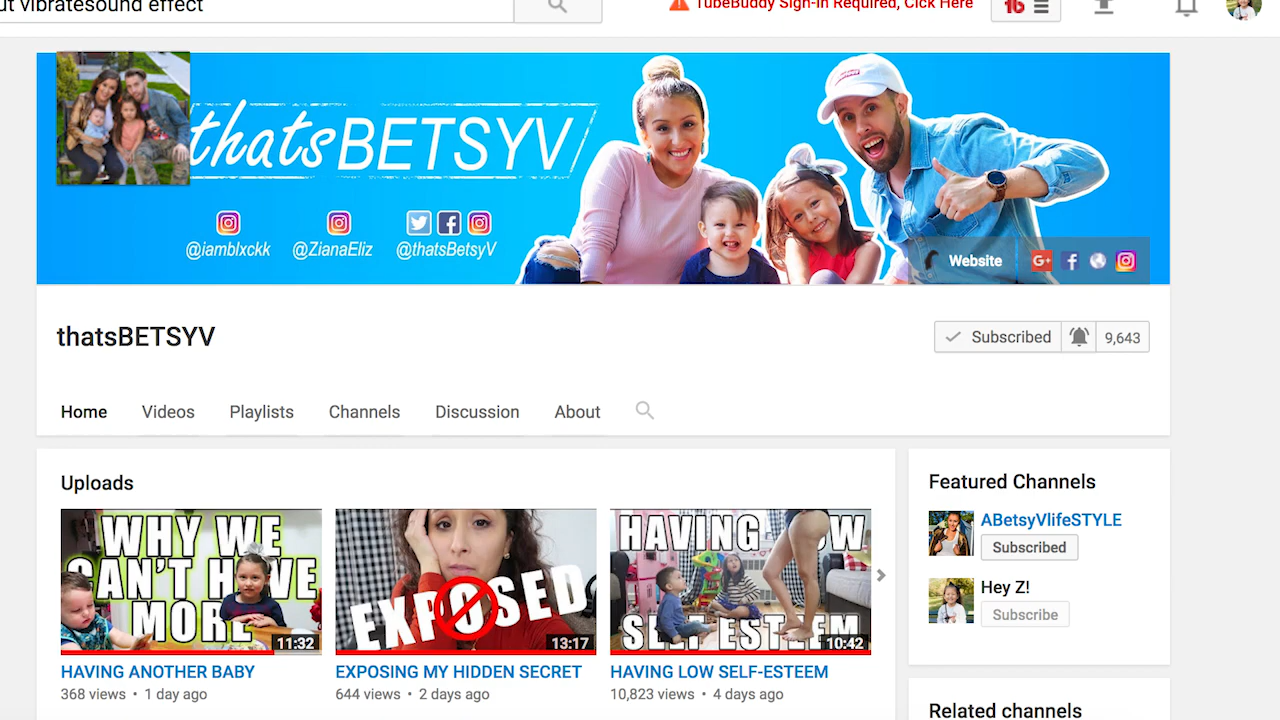 ut vibratesound effect
TubeBuddy Sign-In Required, Click Here
16
thatsBETSYV
@iamblxckk @ZianaEliz @thatsBetsyV
Website G+
thatsBETSYV
Subscribed 9,643
Home Videos Playlists Channels Discussion About
Uploads
WHY WE
CAN'T HAVE
MORE
11:32
HAVING ANOTHER BABY
368 views • 1 day ago
EXPOSED
13:17
EXPOSING MY HIDDEN SECRET
644 views • 2 days ago
HAVING LOW
SELF ESTEEM
10:42
HAVING LOW SELF-ESTEEM
10,823 views • 4 days ago
Featured Channels
ABetsyVlifeSTYLE
Subscribed
Hey Z!
Subscribe
Related channels